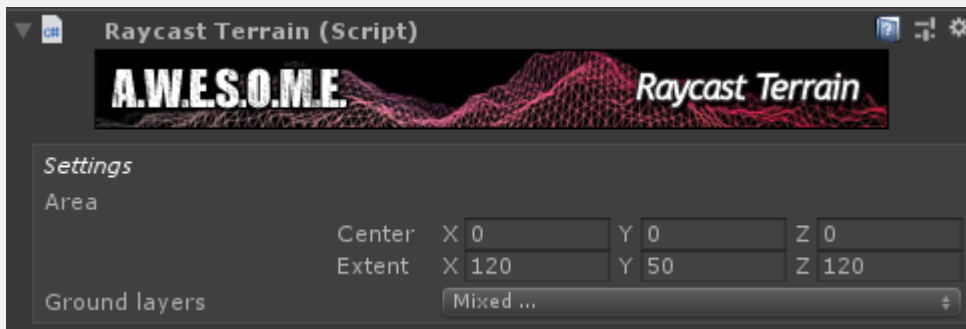 c#
Raycast Terrain (Script)
A.W.E.S.O.M.E. Raycast Terrain
Settings
Area
Center X 0 Y 0 Z 0
Extent X 120 Y 50 Z 120
Ground layers Mixed ...